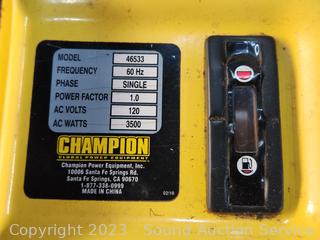 MODEL 46533
FREQUENCY 60 Hz
PHASE SINGLE
POWER FACTOR 1.0
AC VOLTS 120
AC WATTS 3500
CHAMPION
GLOBAL POWER EQUIPMENT
Champion Power Equipment, Inc.
10006 Santa Fe Springs Rd.
Santa Fe Springs, CA 90670
1-877-338-0999
MADE IN CHINA
02/10
Copyright 2023 Sound Auction Service